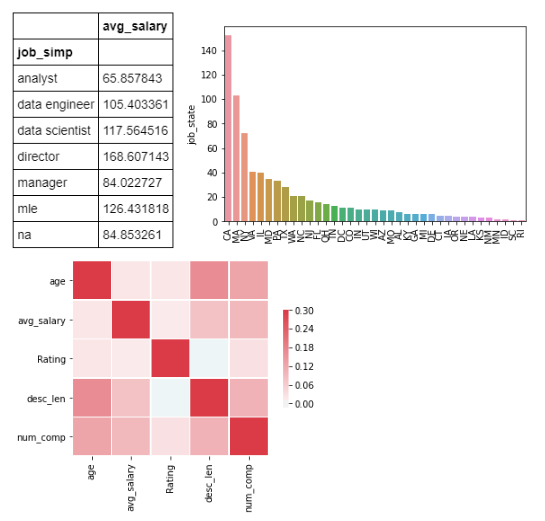 avg_salary
job_simp
analyst 65.857843
data engineer 105.403361
data scientist 117.564516
director 168.607143
manager 84.022727
mle 126.431818
na 84.853261
job_state
140
120
100
80
60
40
20
0
CA MA NY VA IL MD PA TX WA NC NJ FL OH TN DC CO IN UT WI AZ MO AL KY GA MI DE CT IA OR NE LA KS NM MN ID SC RI
age
avg_salary
Rating
desc_len
num_comp
age avg_salary Rating desc_len num_comp
0.30
0.24
0.18
0.12
0.06
0.00